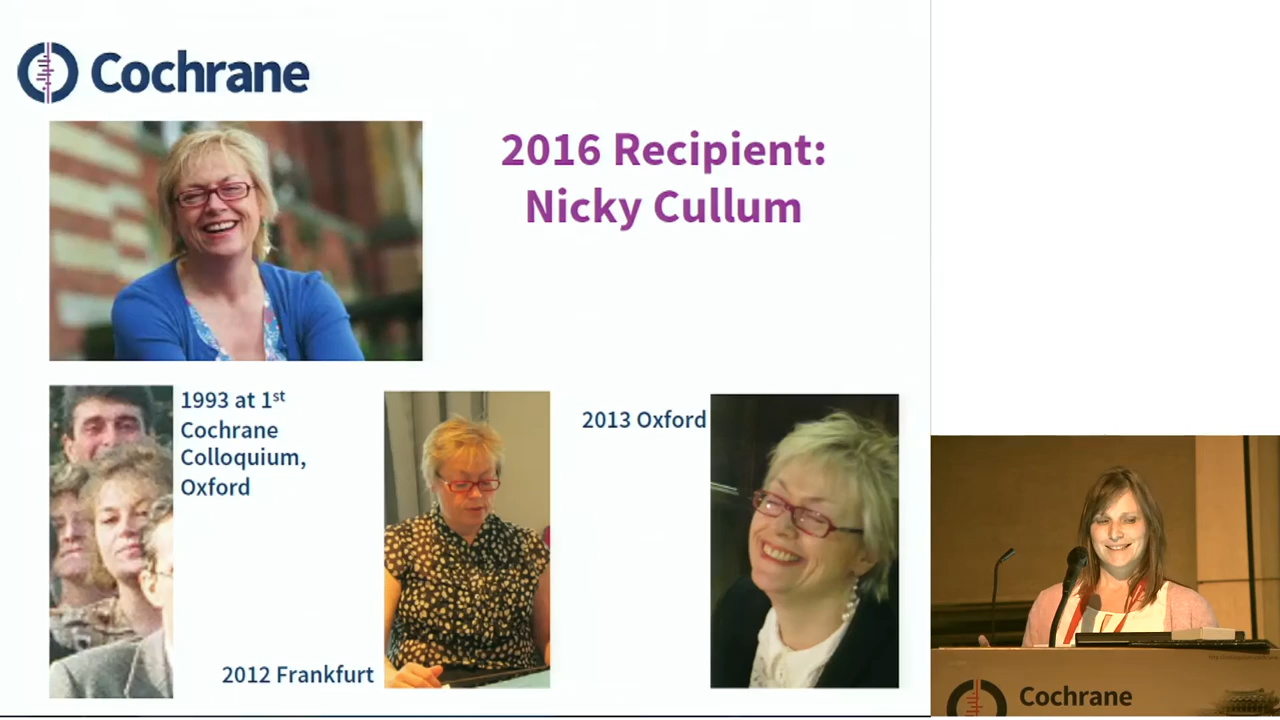 Cochrane
2016 Recipient:
Nicky Cullum
1993 at 1st
Cochrane
Colloquium,
Oxford
2012 Frankfurt
2013 Oxford
Cochrane